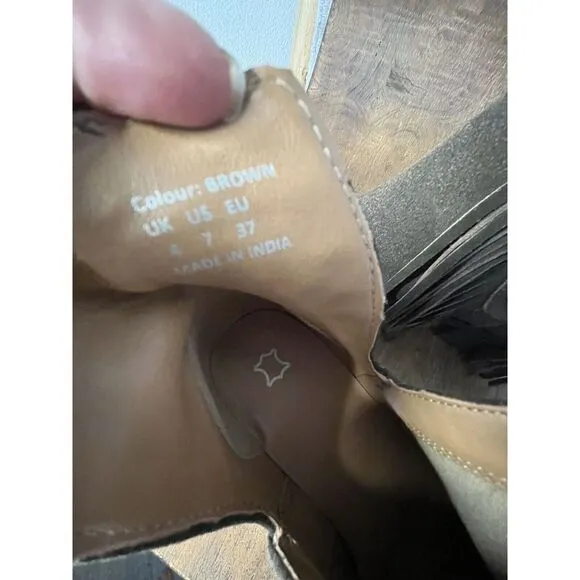 Colour: BROWN
UK US EU
4 7 37
MADE IN INDIA